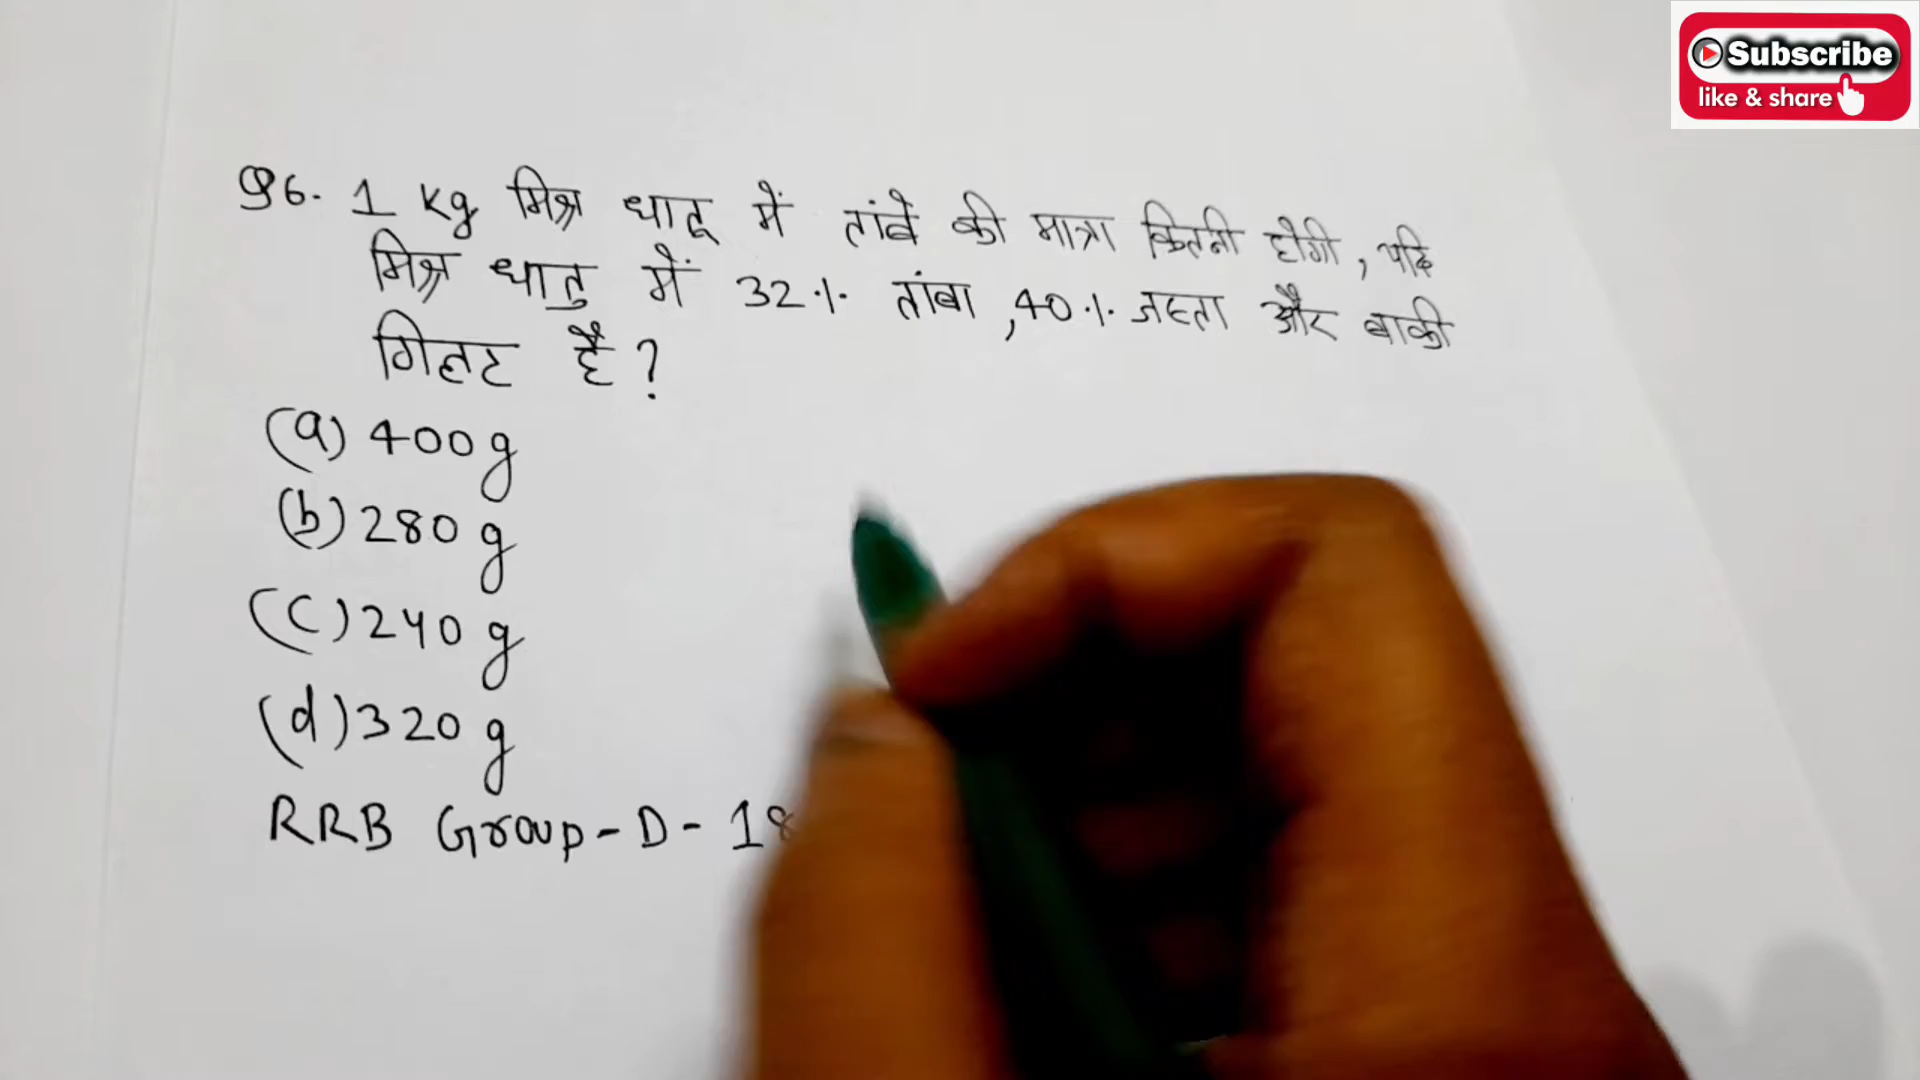 Subscribe
like & share
Q6. 1 kg मिश्र धातू में तांबे की मात्रा कितनी होगी, यदि
मिश्र धातु में 32% तांबा, 40% जस्ता और बाकी
गिलट है?
(a) 400 g
(b) 280 g
(c) 240 g
(d) 320 g
RRB Group-D- 18